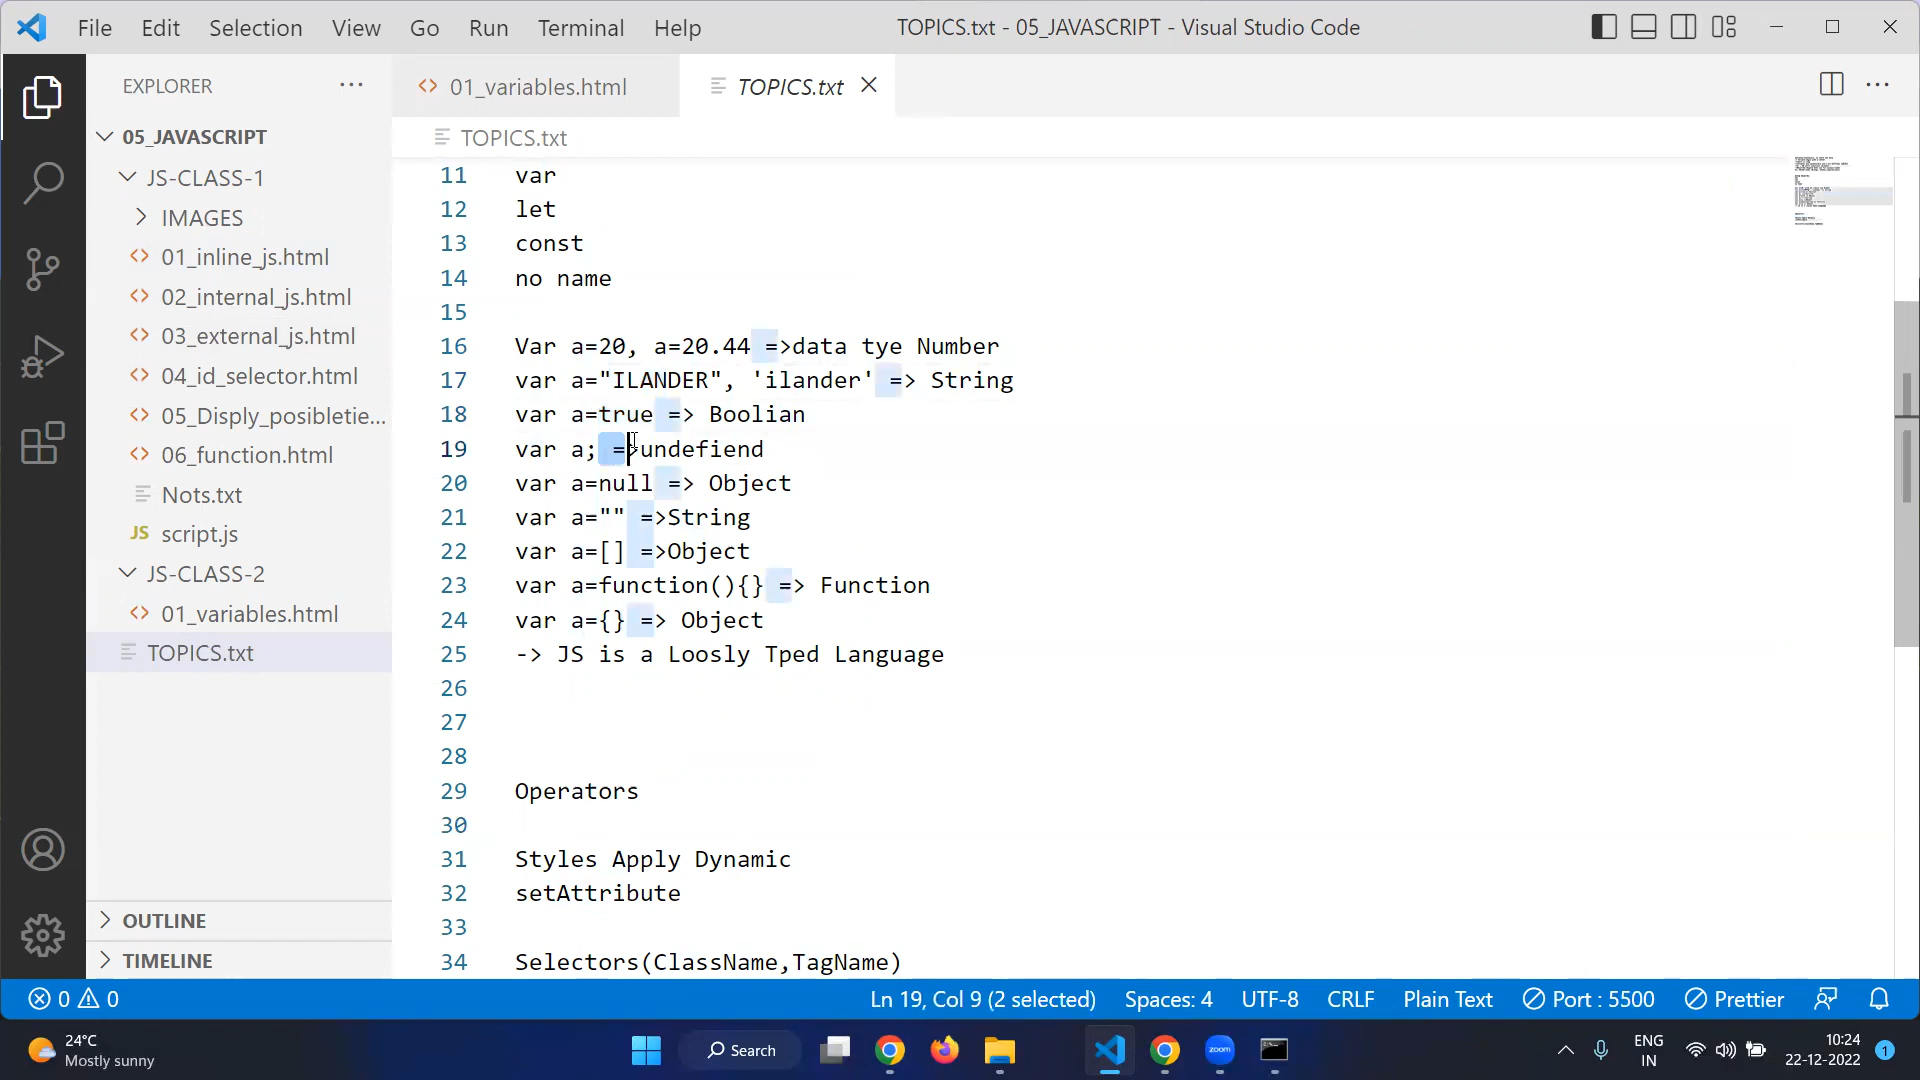 File Edit Selection View Go Run Terminal Help
TOPICS.txt - 05_JAVASCRIPT - Visual Studio Code
EXPLORER
01_variables.html
TOPICS.txt
05_JAVASCRIPT
TOPICS.txt
JS-CLASS-1
IMAGES
01_inline_js.html
02_internal_js.html
03_external_js.html
04_id_selector.html
05_Disply_posibletie...
06_function.html
Nots.txt
JS script.js
JS-CLASS-2
01_variables.html
TOPICS.txt
OUTLINE
TIMELINE
11 var
12 let
13 const
14 no name
15
16 Var a=20, a=20.44 =>data tye Number
17 var a="ILANDER", 'ilander' => String
18 var a=true => Boolian
19 var a; =>undefiend
20 var a=null => Object
21 var a="" =>String
22 var a=[] =>Object
23 var a=function(){} => Function
24 var a={} => Object
25 -> JS is a Loosly Tped Language
26
27
28
29 Operators
30
31 Styles Apply Dynamic
32 setAttribute
33
34 Selectors(ClassName,TagName)
0 0
Ln 19, Col 9 (2 selected) Spaces: 4 UTF-8 CRLF Plain Text Port : 5500 Prettier
24°C
Mostly sunny
Search
zoom
ENG
IN
10:24
22-12-2022
1